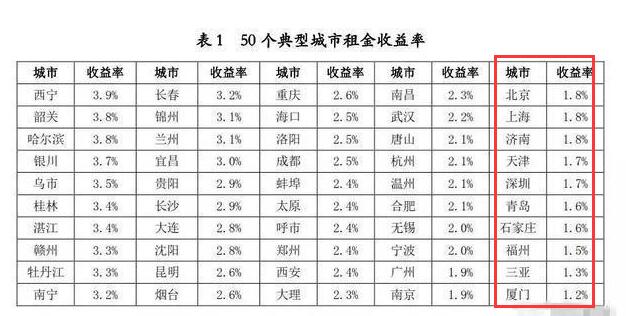 表 1 50 个典型城市租金收益率
城市 收益率 城市 收益率 城市 收益率 城市 收益率 城市 收益率
西宁 3.9% 长春 3.2% 重庆 2.6% 南昌 2.3% 北京 1.8%
韶关 3.8% 锦州 3.1% 海口 2.5% 武汉 2.2% 上海 1.8%
哈尔滨 3.8% 兰州 3.1% 洛阳 2.5% 唐山 2.1% 济南 1.8%
银川 3.7% 宜昌 3.0% 成都 2.5% 杭州 2.1% 天津 1.7%
乌市 3.5% 贵阳 2.9% 蚌埠 2.4% 温州 2.1% 深圳 1.7%
桂林 3.4% 长沙 2.9% 太原 2.4% 合肥 2.1% 青岛 1.6%
湛江 3.4% 大连 2.8% 呼市 2.4% 无锡 2.0% 石家庄 1.6%
赣州 3.3% 沈阳 2.8% 郑州 2.4% 宁波 2.0% 福州 1.5%
牡丹江 3.3% 昆明 2.6% 西安 2.4% 广州 1.9% 三亚 1.3%
南宁 3.2% 烟台 2.6% 大理 2.3% 南京 1.9% 厦门 1.2%